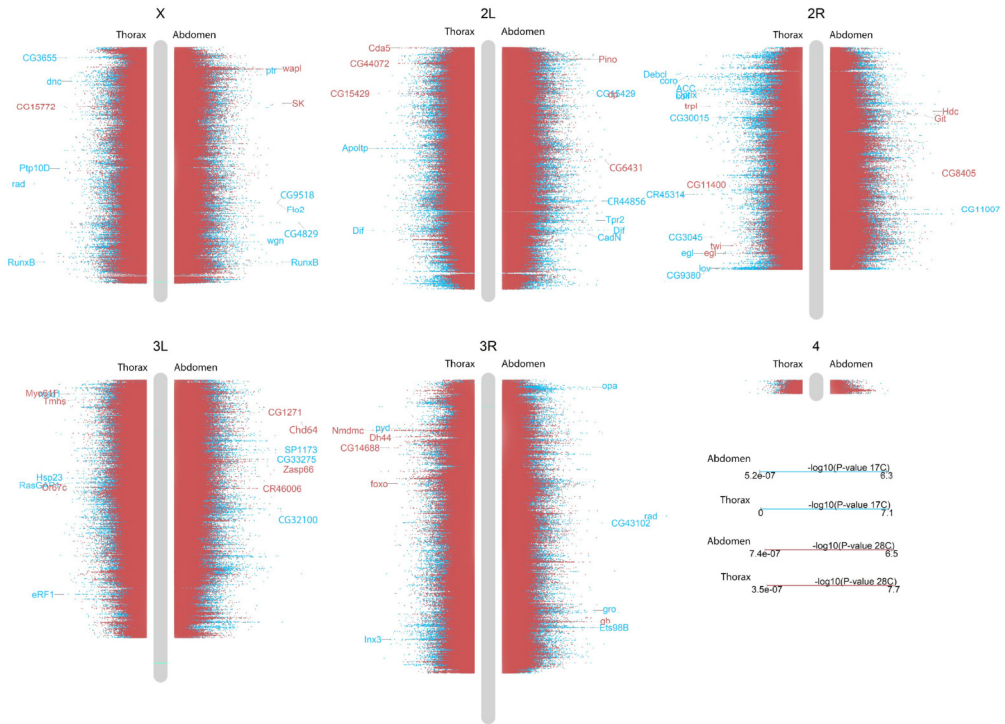 X
2L
2R
Thorax Abdomen
Thorax Abdomen
Thorax Abdomen
CG3655
dnc
CG15772
Ptp10D
rad
RunxB
ptr
wapl
SK
CG9518
Flo2
CG4829
wgn
RunxB
Cda5
CG44072
CG15429
Apoltp
Dif
Pino
CG15429
CG6431
CR44856
Tpr2
Dif
CadN
Debcl
coro
ACC
trpl
CG30015
CG11400
CR45314
CG3045
twi
egl
egl
lov
CG9380
Hdc
Git
CG8405
CG11007
3L
3R
4
Thorax Abdomen
Thorax Abdomen
Thorax Abdomen
Tmhs
Hsp23
eRF1
CG1271
Chd64
SP1173
CG33275
Zasp66
CR46006
CG32100
Nmdmc
pyd
Dh44
CG14688
foxo
Inx3
opa
rad
CG43102
gro
gh
Ets98B
Abdomen
-log10(P-value 17C)
5.2e-07 6.3
Thorax
-log10(P-value 17C)
0 7.1
Abdomen
-log10(P-value 28C)
7.4e-07 6.5
Thorax
-log10(P-value 28C)
3.5e-07 7.7